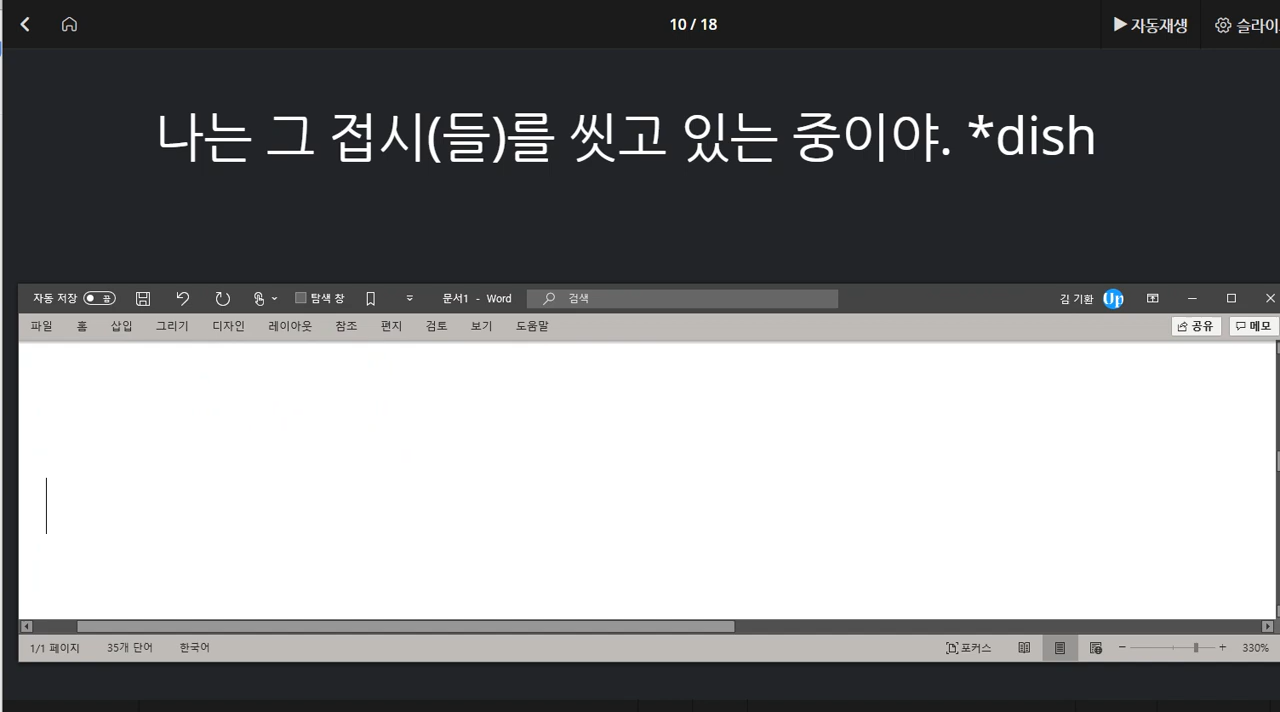 10 / 18
자동재생
슬라이
나는 그 접시(들)를 씻고 있는 중이야. *dish
자동 저장 끔 탐색 창 문서1 - Word 검색 김 기환 Up
파일 홈 삽입 그리기 디자인 레이아웃 참조 편지 검토 보기 도움말 공유 메모
1/1 페이지 35개 단어 한국어 포커스 330%